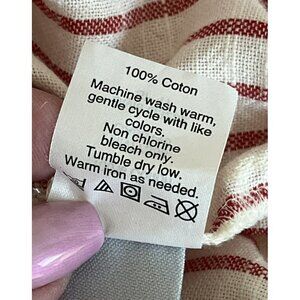 100% Coton
Machine wash warm,
gentle cycle with like
colors.
Non chlorine
bleach only.
Tumble dry low.
Warm iron as needed.